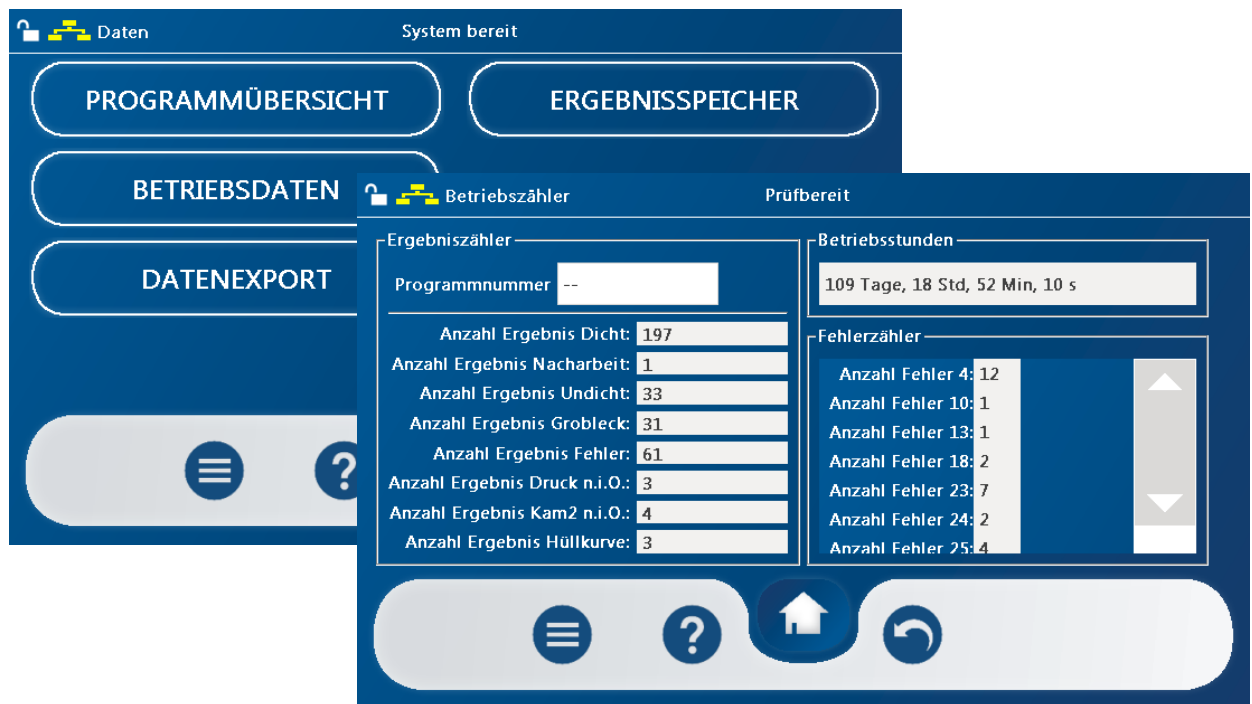 Daten
System bereit
PROGRAMMÜBERSICHT
ERGEBNISSPEICHER
BETRIEBSDATEN
DATENEXPORT
?
Betriebszähler
Prüfbereit
Ergebniszähler
Programmnummer --
Anzahl Ergebnis Dicht: 197
Anzahl Ergebnis Nacharbeit: 1
Anzahl Ergebnis Undicht: 33
Anzahl Ergebnis Grobleck: 31
Anzahl Ergebnis Fehler: 61
Anzahl Ergebnis Druck n.i.O.: 3
Anzahl Ergebnis Kam2 n.i.O.: 4
Anzahl Ergebnis Hüllkurve: 3
Betriebsstunden
109 Tage, 18 Std, 52 Min, 10 s
Fehlerzähler
Anzahl Fehler 4: 12
Anzahl Fehler 10: 1
Anzahl Fehler 13: 1
Anzahl Fehler 18: 2
Anzahl Fehler 23: 7
Anzahl Fehler 24: 2
Anzahl Fehler 25: 4
?